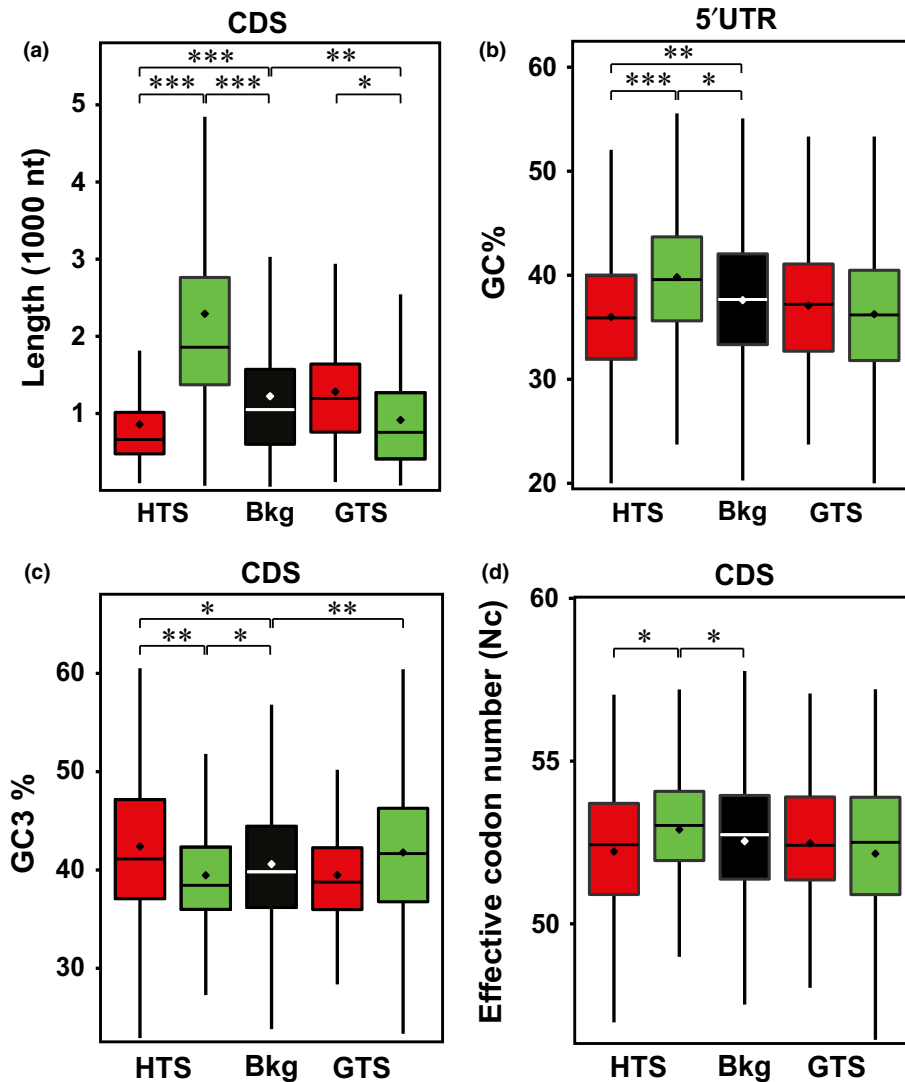 (a)
CDS
*** **
*** *** *
Length (1000 nt)
5
4
3
2
1
HTS Bkg GTS
(b)
5′UTR
**
*** *
GC%
60
50
40
30
20
HTS Bkg GTS
(c)
CDS
* **
** *
GC3 %
60
50
40
30
HTS Bkg GTS
(d)
CDS
* *
Effective codon number (Nc)
60
55
50
HTS Bkg GTS